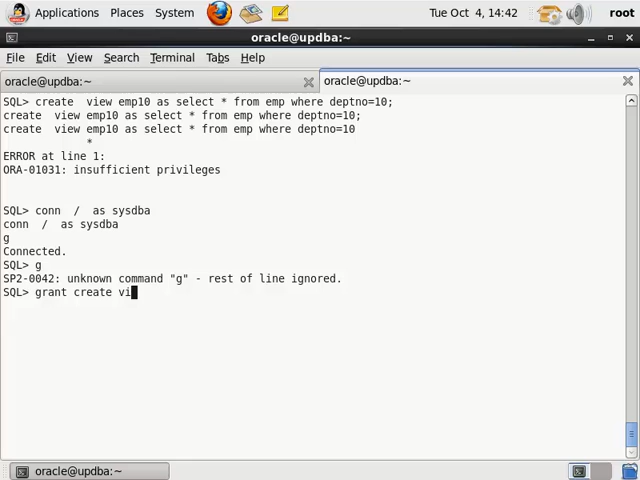 Applications Places System Tue Oct 4, 14:42 root
oracle@updba:~
File Edit View Search Terminal Tabs Help
oracle@updba:~ oracle@updba:~
SQL> create  view emp10 as select * from emp where deptno=10;
create  view emp10 as select * from emp where deptno=10;
create  view emp10 as select * from emp where deptno=10
*
ERROR at line 1:
ORA-01031: insufficient privileges
SQL> conn  /  as sysdba
conn  /  as sysdba
g
Connected.
SQL> g
SP2-0042: unknown command "g" - rest of line ignored.
SQL> grant create vi
oracle@updba:~